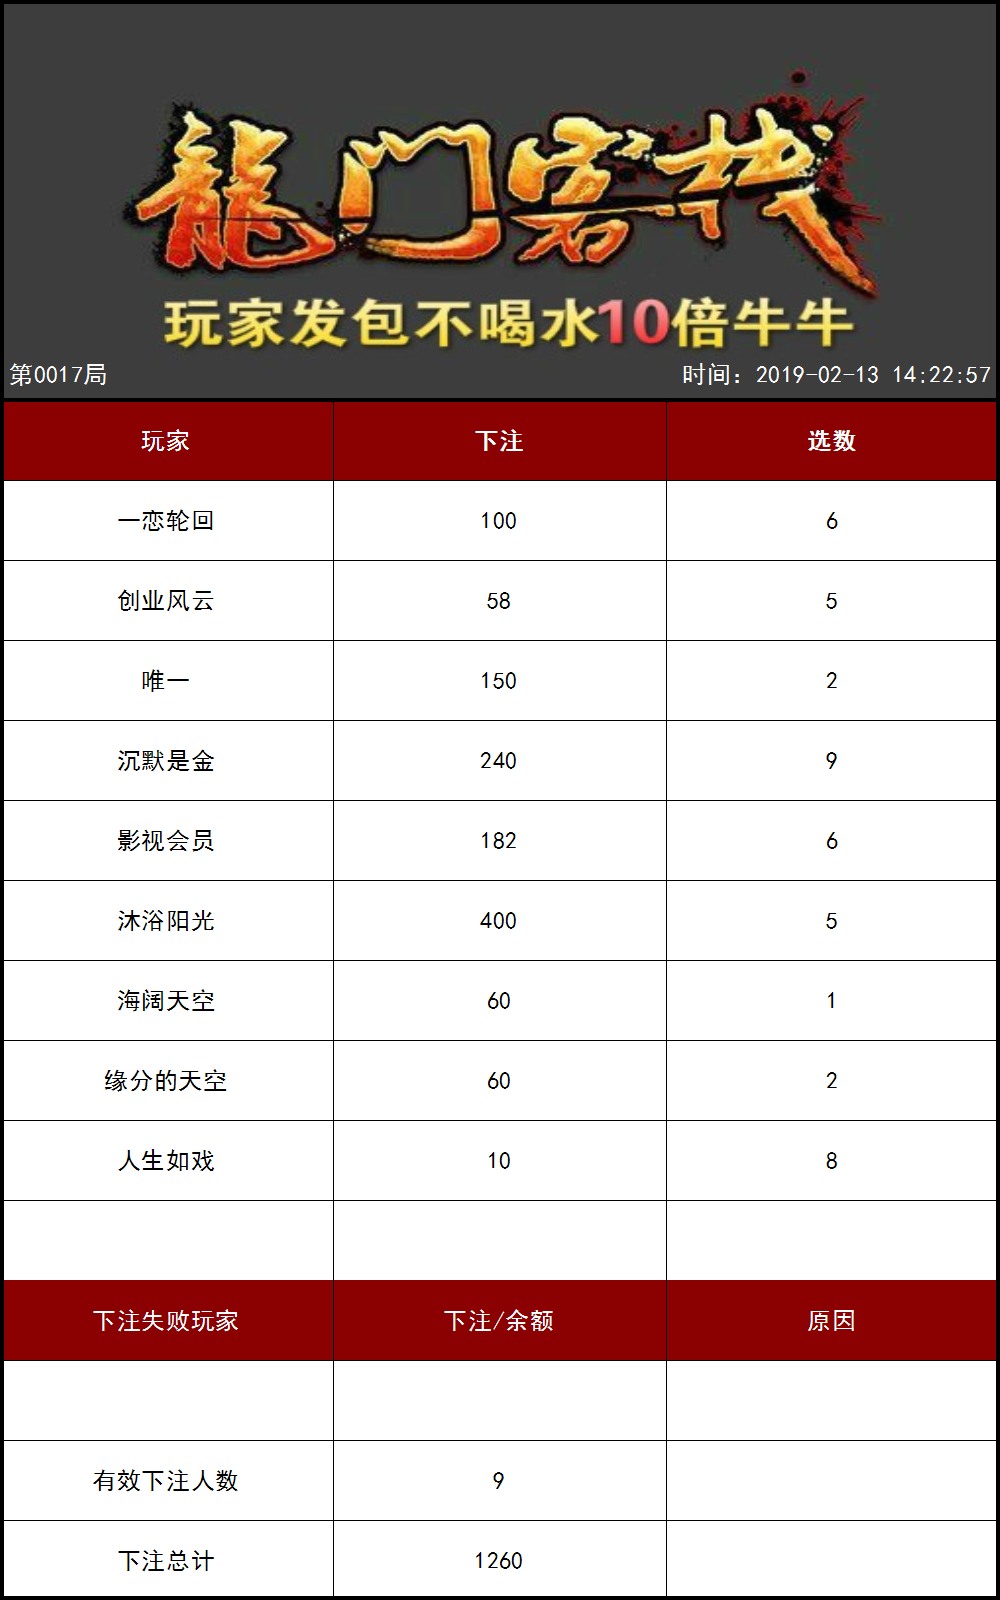 龍门客栈
玩家发包不喝水10倍牛牛
第0017局 时间：2019-02-13 14:22:57
玩家 下注 选数
一恋轮回 100 6
创业风云 58 5
唯一 150 2
沉默是金 240 9
影视会员 182 6
沐浴阳光 400 5
海阔天空 60 1
缘分的天空 60 2
人生如戏 10 8
下注失败玩家 下注/余额 原因
有效下注人数 9
下注总计 1260